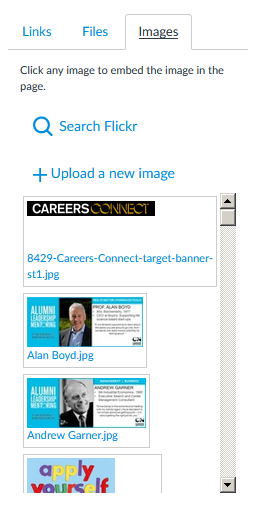 Links Files Images
Click any image to embed the image in the
page.
Search Flickr
Upload a new image
CAREERS CONNECT
8429-Careers-Connect-target-banner-
st1.jpg
ALUMNI
LEADERSHIP
MENTORING
PROF. ALAN BOYD
Alan Boyd.jpg
ALUMNI
LEADERSHIP
MENTORING
ANDREW GARNER
Andrew Garner.jpg
apply
yourself